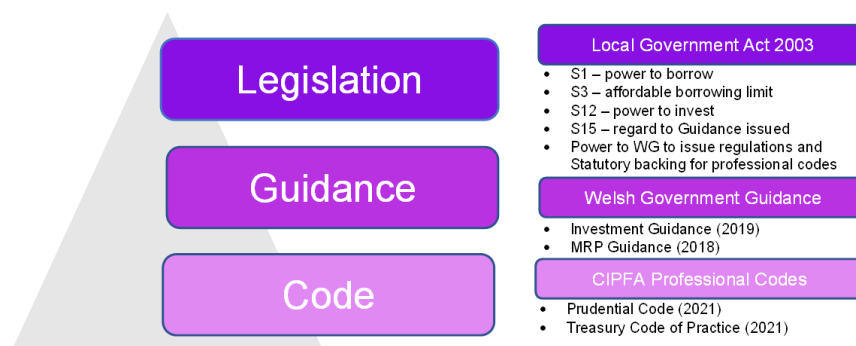 Legislation
Local Government Act 2003
• S1 – power to borrow
• S3 – affordable borrowing limit
• S12 – power to invest
• S15 – regard to Guidance issued
• Power to WG to issue regulations and
Statutory backing for professional codes
Guidance
Welsh Government Guidance
• Investment Guidance (2019)
• MRP Guidance (2018)
Code
CIPFA Professional Codes
• Prudential Code (2021)
• Treasury Code of Practice (2021)